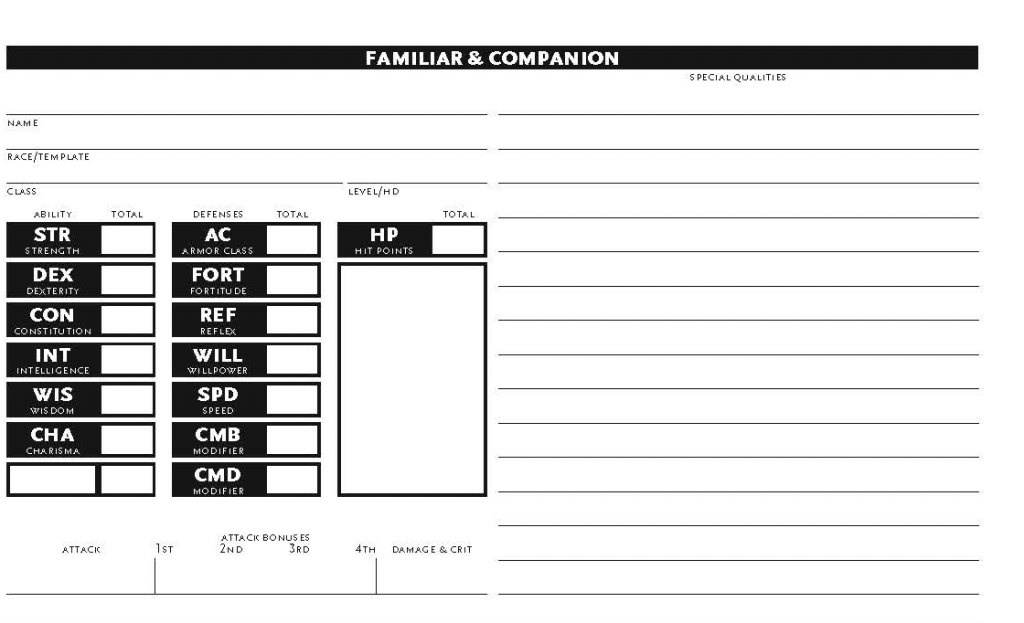 FAMILIAR & COMPANION
SPECIAL QUALITIES
NAME
RACE/TEMPLATE
CLASS LEVEL/HD
ABILITY TOTAL DEFENSES TOTAL TOTAL
STR AC HP
STRENGTH ARMOR CLASS HIT POINTS
DEX FORT
DEXTERITY FORTITUDE
CON REF
CONSTITUTION REFLEX
INT WILL
INTELLIGENCE WILLPOWER
WIS SPD
WISDOM SPEED
CHA CMB
CHARISMA MODIFIER
CMD
MODIFIER
ATTACK BONUSES
ATTACK 1ST 2ND 3RD 4TH DAMAGE & CRIT